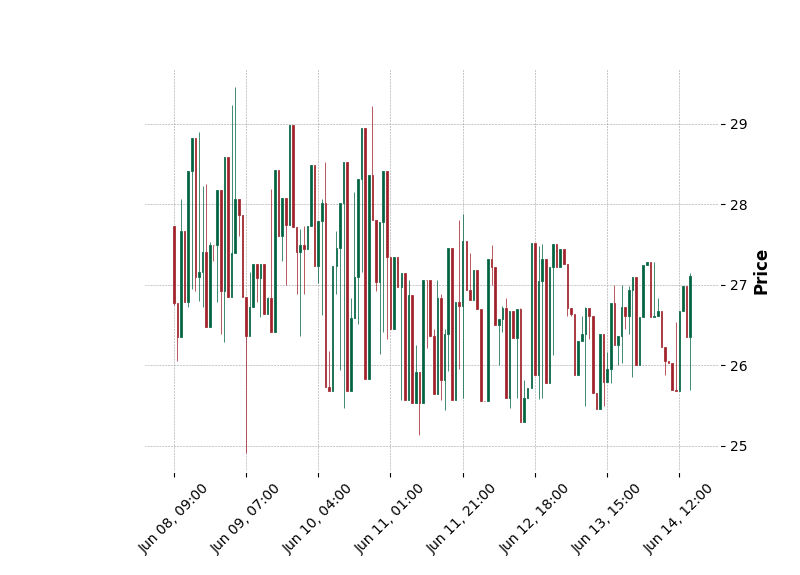 29
28
27
26
25
Price
Jun 08, 09:00
Jun 09, 07:00
Jun 10, 04:00
Jun 11, 01:00
Jun 11, 21:00
Jun 12, 18:00
Jun 13, 15:00
Jun 14, 12:00